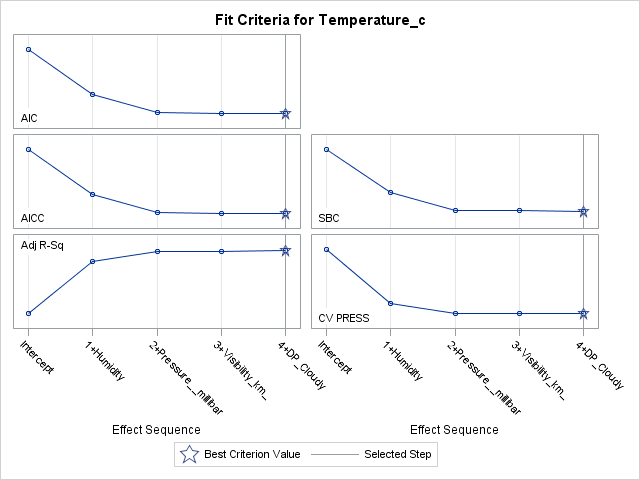 Fit Criteria for Temperature_c
AIC
AICC
SBC
Adj R-Sq
CV PRESS
Intercept
1+Humidity
2+Pressure__millibar
3+Visibility_km_
4+DP_Cloudy
Intercept
1+Humidity
2+Pressure__millibar
3+Visibility_km_
4+DP_Cloudy
Effect Sequence
Effect Sequence
Best Criterion Value
Selected Step